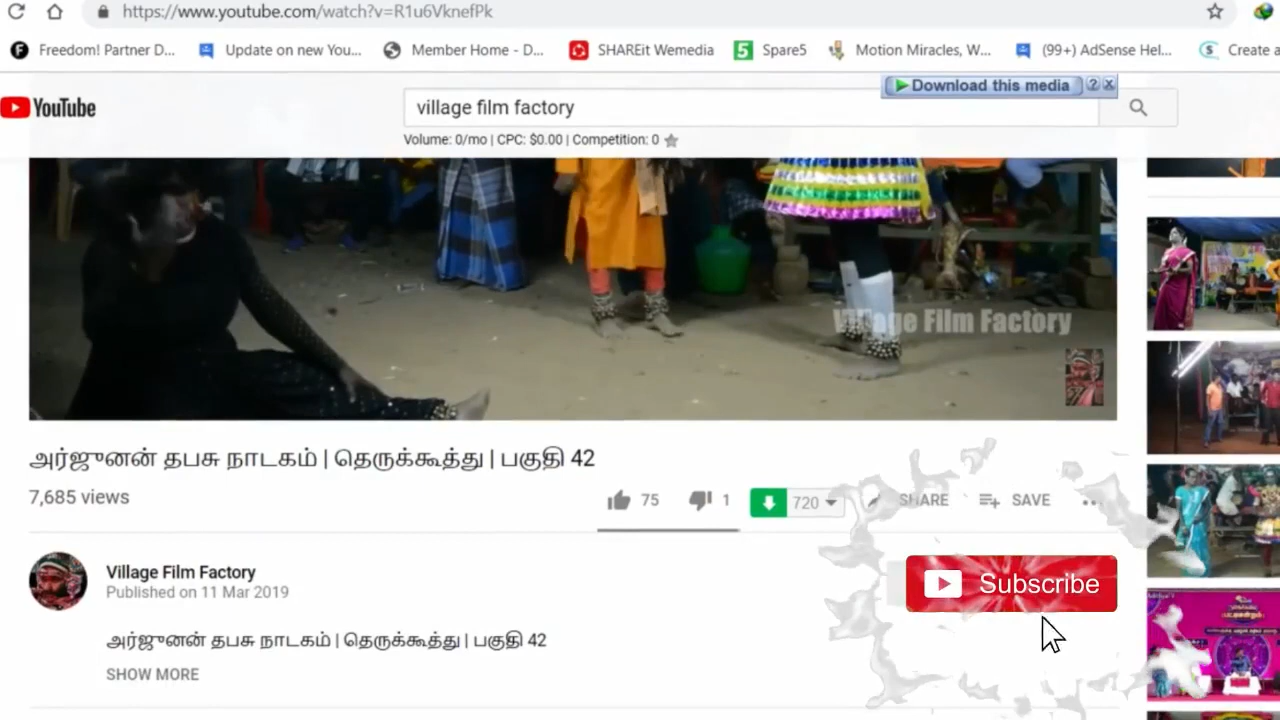 https://www.youtube.com/watch?v=R1u6VknefPk
Freedom! Partner D... Update on new You... Member Home - D... SHAREit Wemedia 5 Spare5 Motion Miracles, W... (99+) AdSense Hel... Create a
Download this media ? X
YouTube village film factory
Volume: 0/mo | CPC: $0.00 | Competition: 0
Village Film Factory
அர்ஜுனன் தபசு நாடகம் | தெருக்கூத்து | பகுதி 42
7,685 views 75 1 720 SHARE SAVE
Village Film Factory
Published on 11 Mar 2019
Subscribe
அர்ஜுனன் தபசு நாடகம் | தெருக்கூத்து | பகுதி 42
SHOW MORE